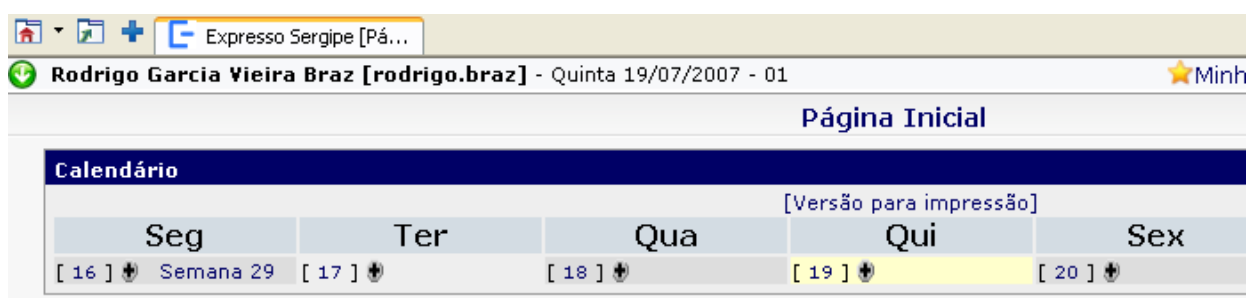 Expresso Sergipe [Pá...
Rodrigo Garcia Vieira Braz [rodrigo.braz] - Quinta 19/07/2007 - 01 Minh
Página Inicial
Calendário
[Versão para impressão]
Seg Ter Qua Qui Sex
[ 16 ] Semana 29 [ 17 ] [ 18 ] [ 19 ] [ 20 ]